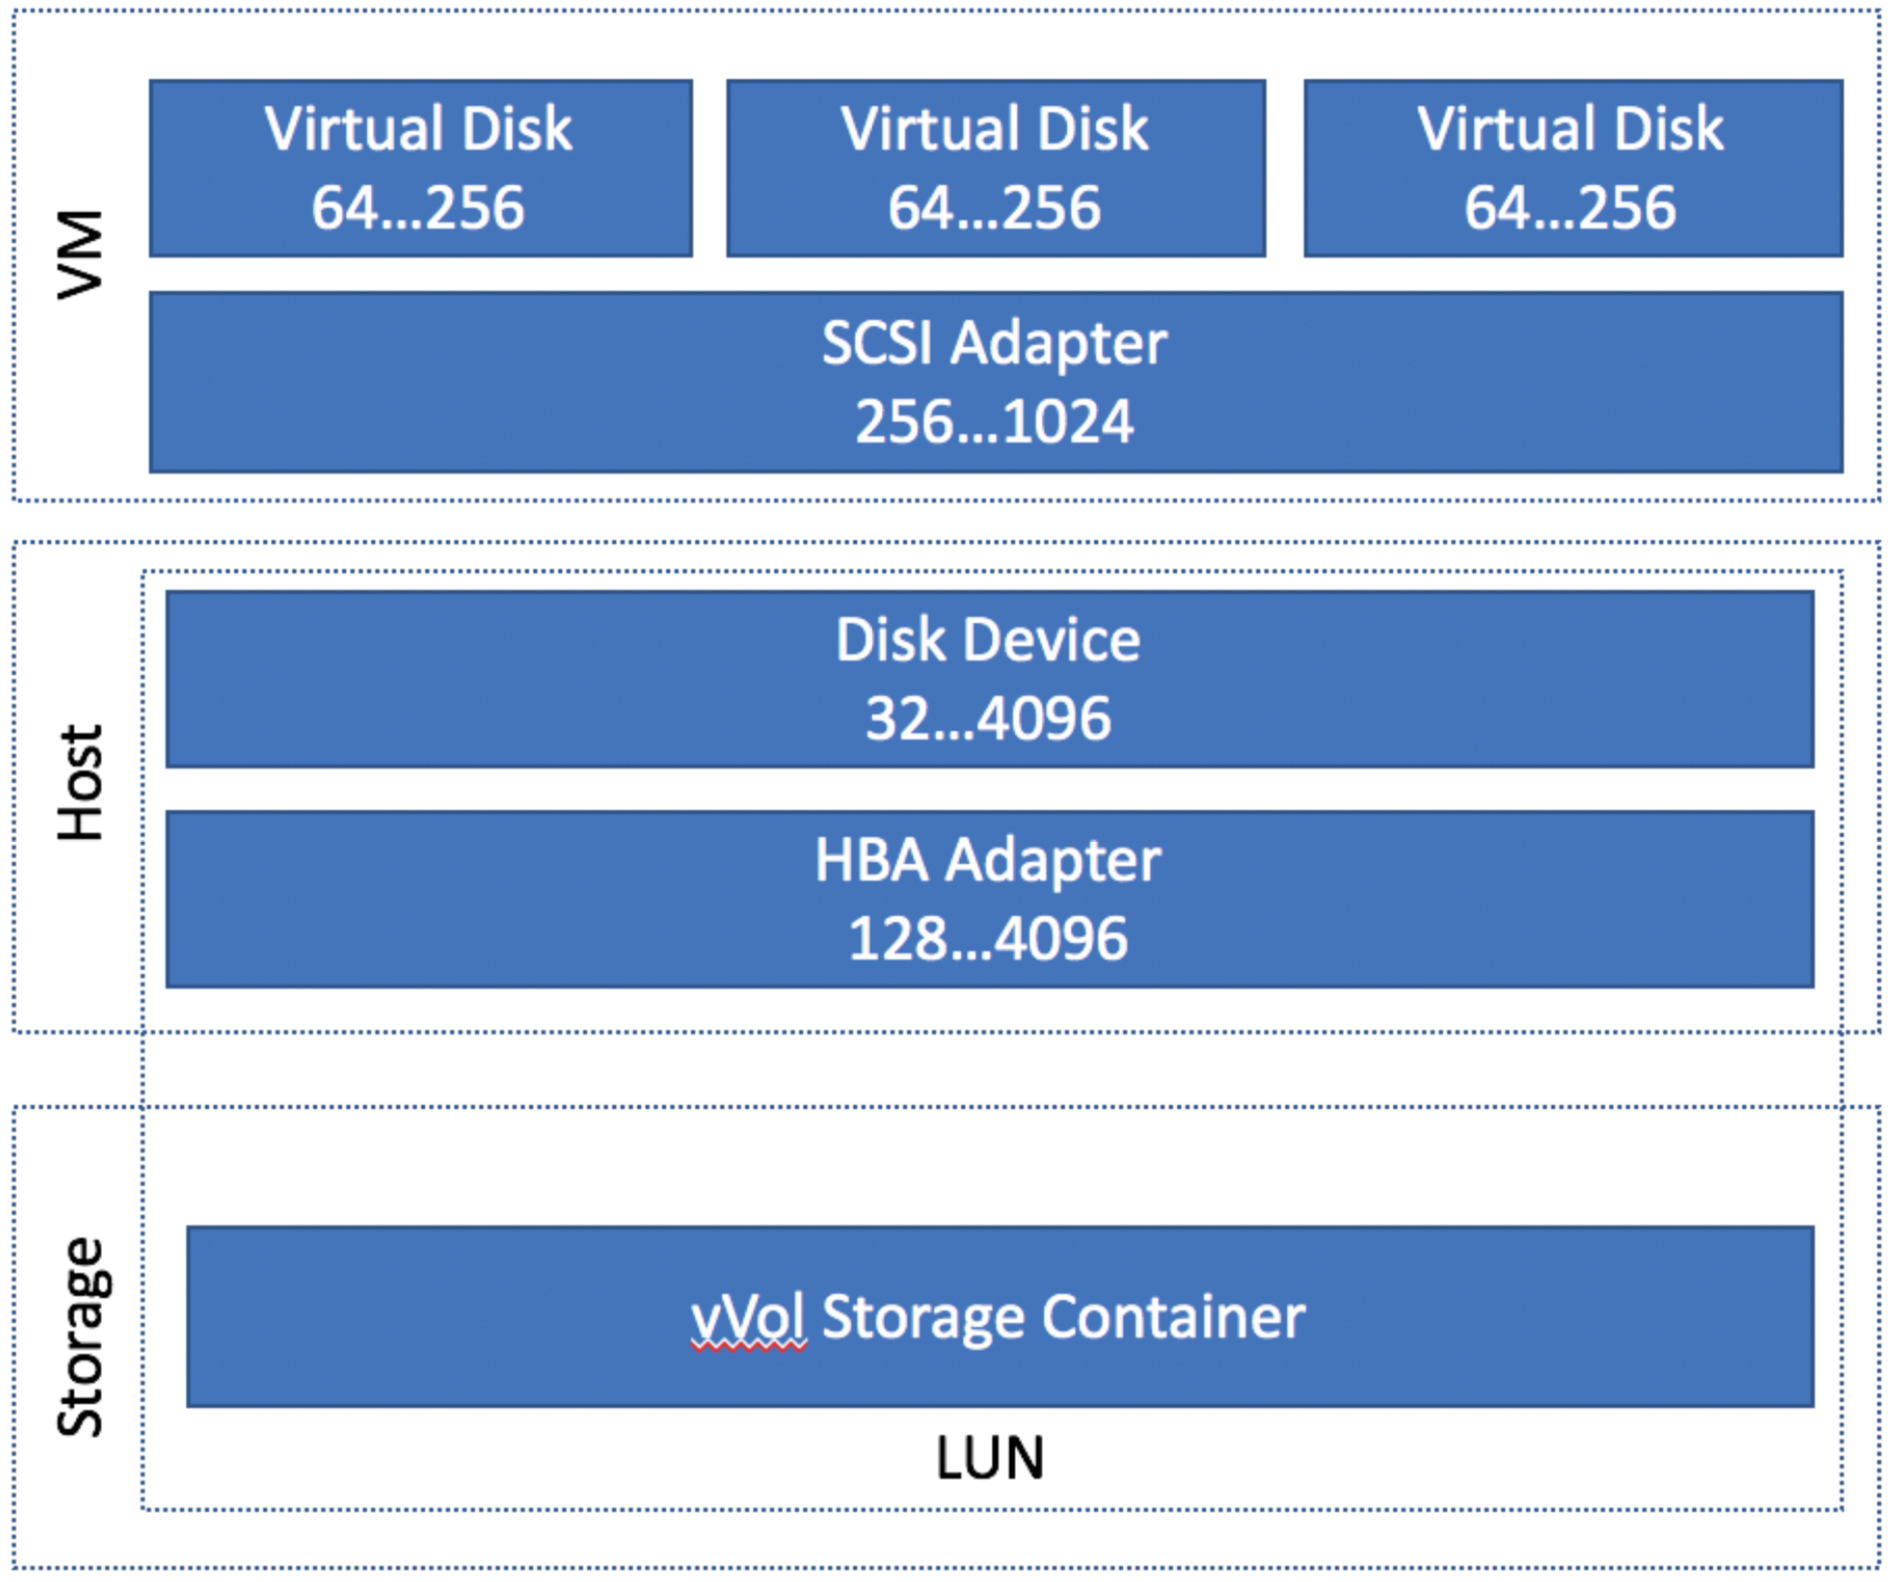 VM
Virtual Disk
64...256
Virtual Disk
64...256
Virtual Disk
64...256
SCSI Adapter
256...1024
Host
Disk Device
32...4096
HBA Adapter
128...4096
Storage
vVol Storage Container
LUN